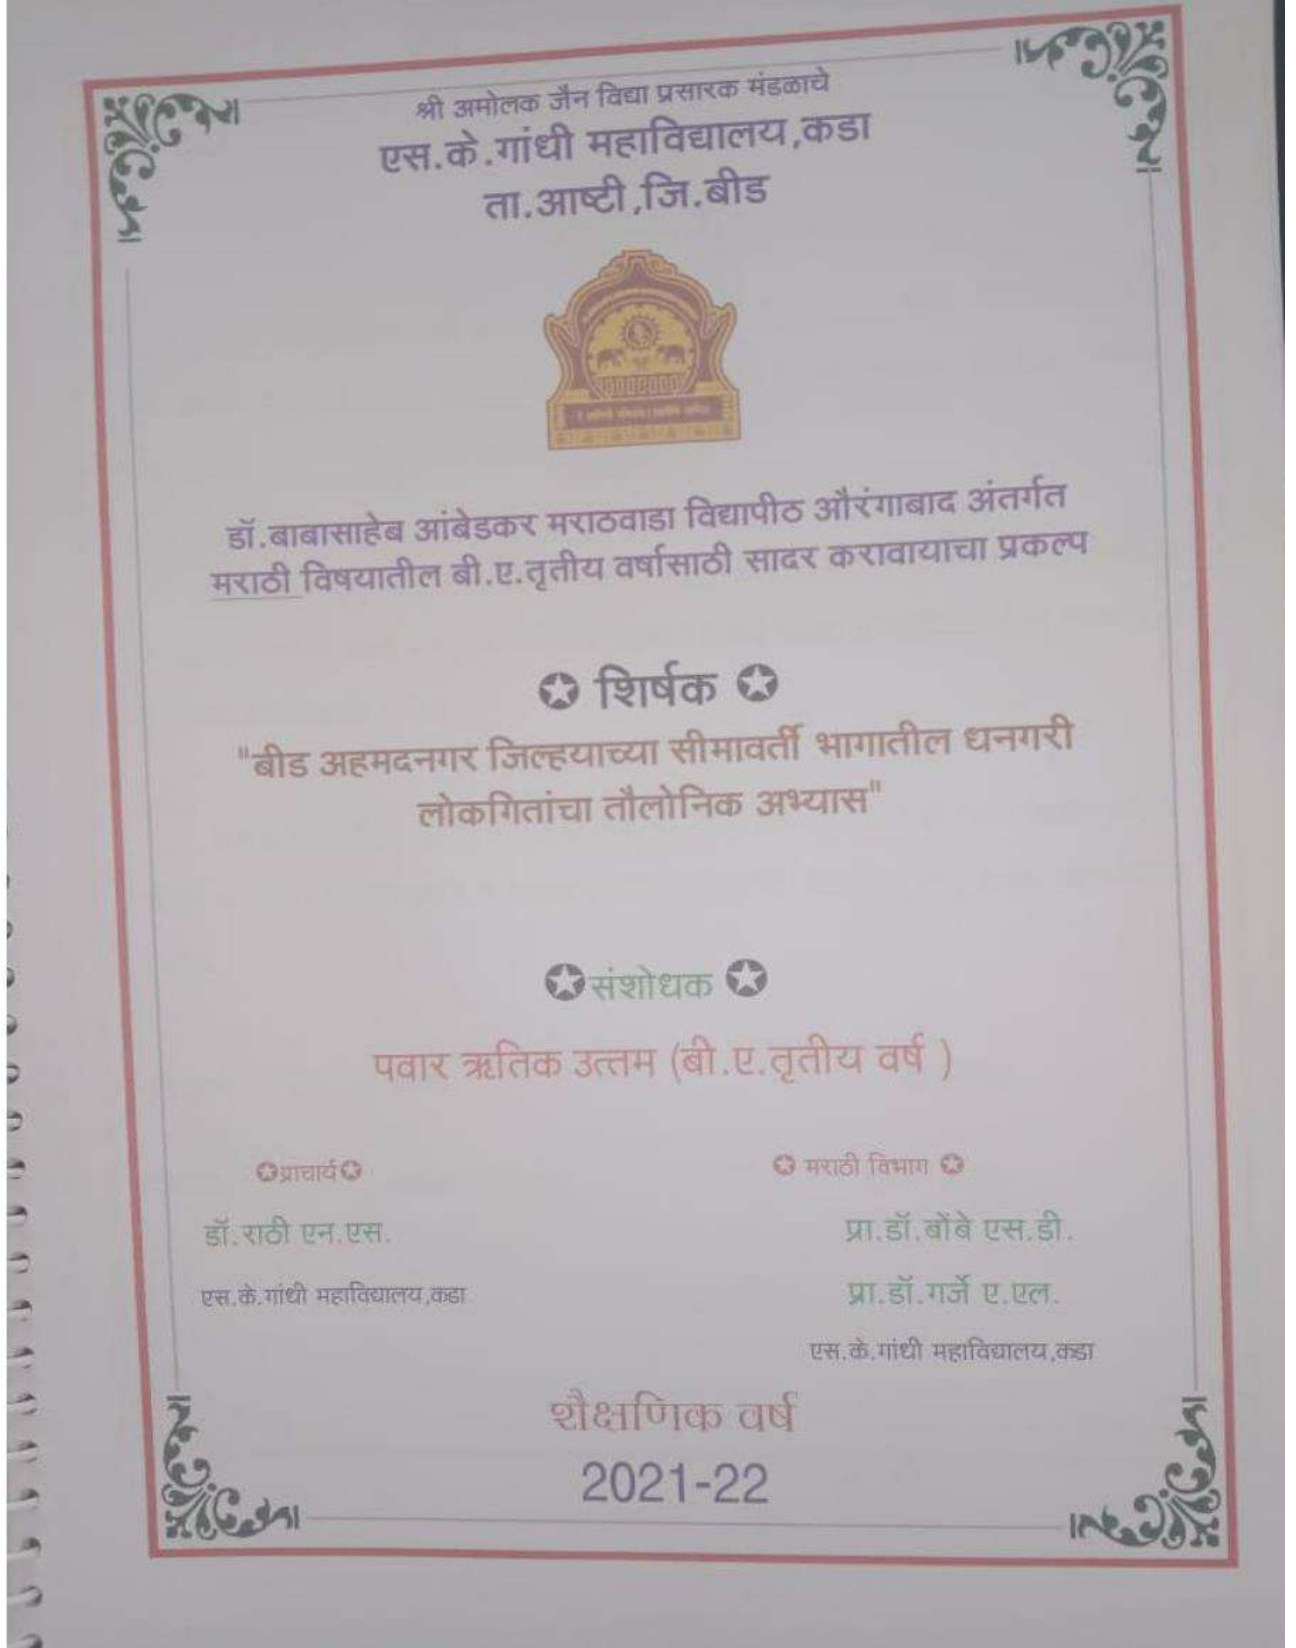 श्री अमोलक जैन विद्या प्रसारक मंडळाचे
एस.के.गांधी महाविद्यालय,कडा
ता.आष्टी,जि.बीड
डॉ.बाबासाहेब आंबेडकर मराठवाडा विद्यापीठ औरंगाबाद अंतर्गत
मराठी विषयातील बी.ए.तृतीय वर्षासाठी सादर करावायाचा प्रकल्प
✪ शिर्षक ✪
"बीड अहमदनगर जिल्हयाच्या सीमावर्ती भागातील धनगरी
लोकगितांचा तौलोनिक अभ्यास"
✪संशोधक ✪
पवार ऋतिक उत्तम (बी.ए.तृतीय वर्ष )
✪प्राचार्य✪
डॉ.राठी एन.एस.
एस.के.गांधी महाविद्यालय,कडा
✪ मराठी विभाग ✪
प्रा.डॉ.बोंबे एस.डी.
प्रा.डॉ.गर्जे ए.एल.
एस.के.गांधी महाविद्यालय,कडा
शैक्षणिक वर्ष
2021-22